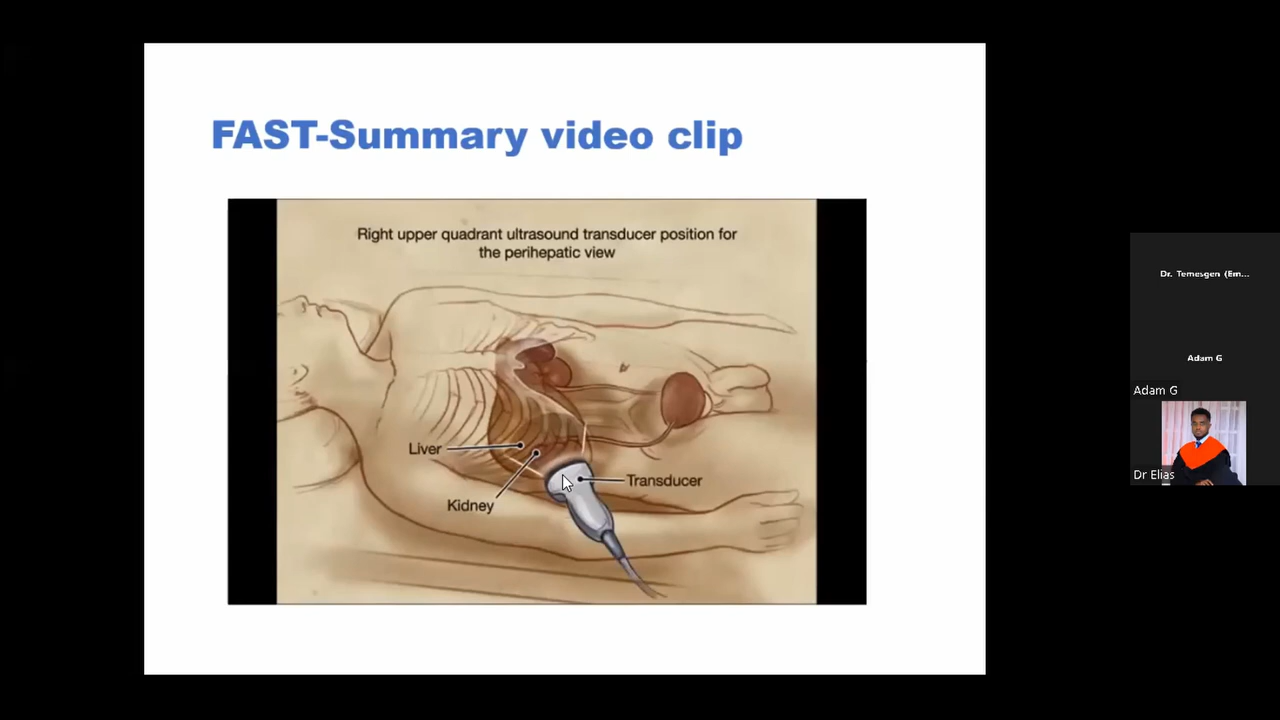 FAST-Summary video clip
Right upper quadrant ultrasound transducer position for
the perihepatic view
Liver
Kidney
Transducer
Dr. Temesgen (Em...
Adam G
Adam G
Dr Elias